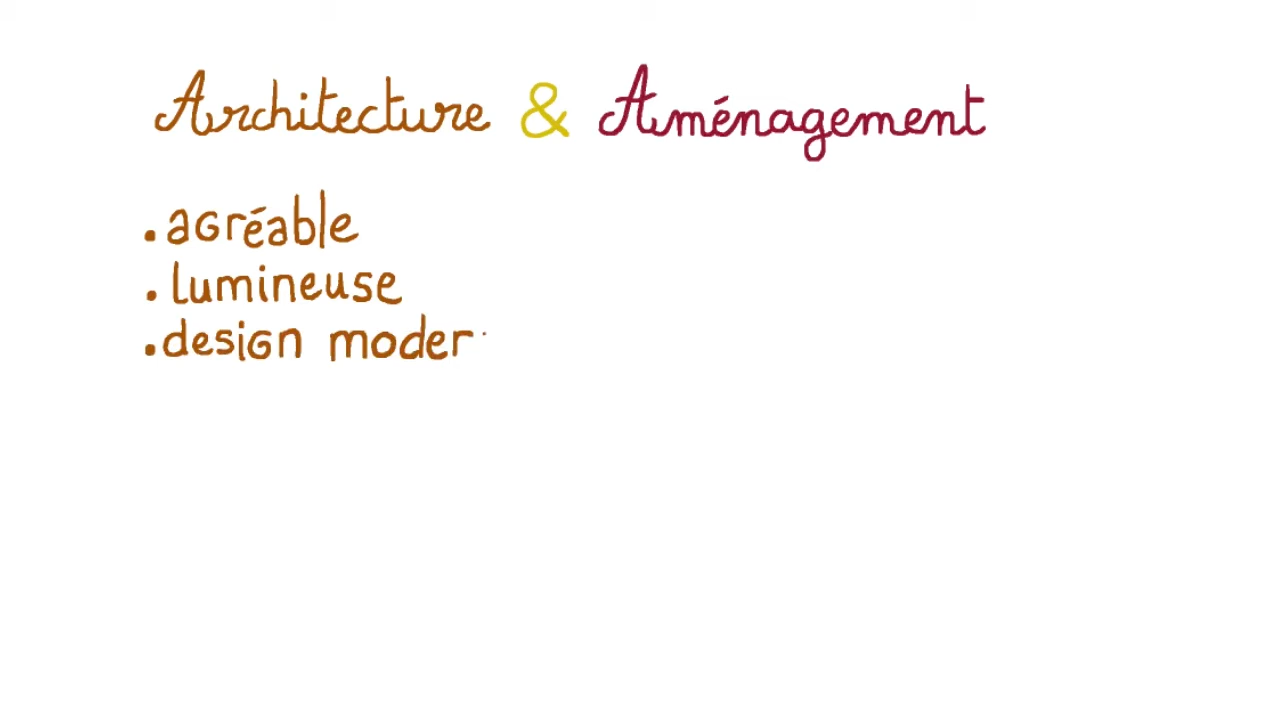 Architecture & Aménagement
. agréable
. lumineuse
. design moder